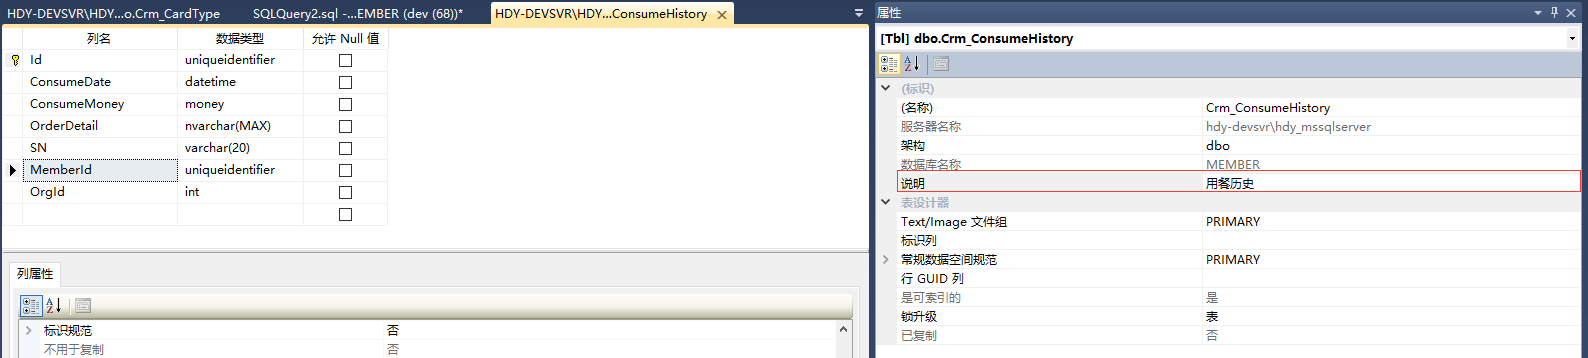 HDY-DEVSVR\HDY...o.Crm_CardType SQLQuery2.sql -...EMBER (dev (68))* HDY-DEVSVR\HDY...ConsumeHistory
列名 数据类型 允许 Null 值
Id uniqueidentifier
ConsumeDate datetime
ConsumeMoney money
OrderDetail nvarchar(MAX)
SN varchar(20)
MemberId uniqueidentifier
OrgId int
列属性
标识规范 否
不用于复制 否
属性
[Tbl] dbo.Crm_ConsumeHistory
(标识)
(名称) Crm_ConsumeHistory
服务器名称 hdy-devsvr\hdy_mssqlserver
架构 dbo
数据库名称 MEMBER
说明 用餐历史
表设计器
Text/Image 文件组 PRIMARY
标识列
常规数据空间规范 PRIMARY
行 GUID 列
是可索引的 是
锁升级 表
已复制 否